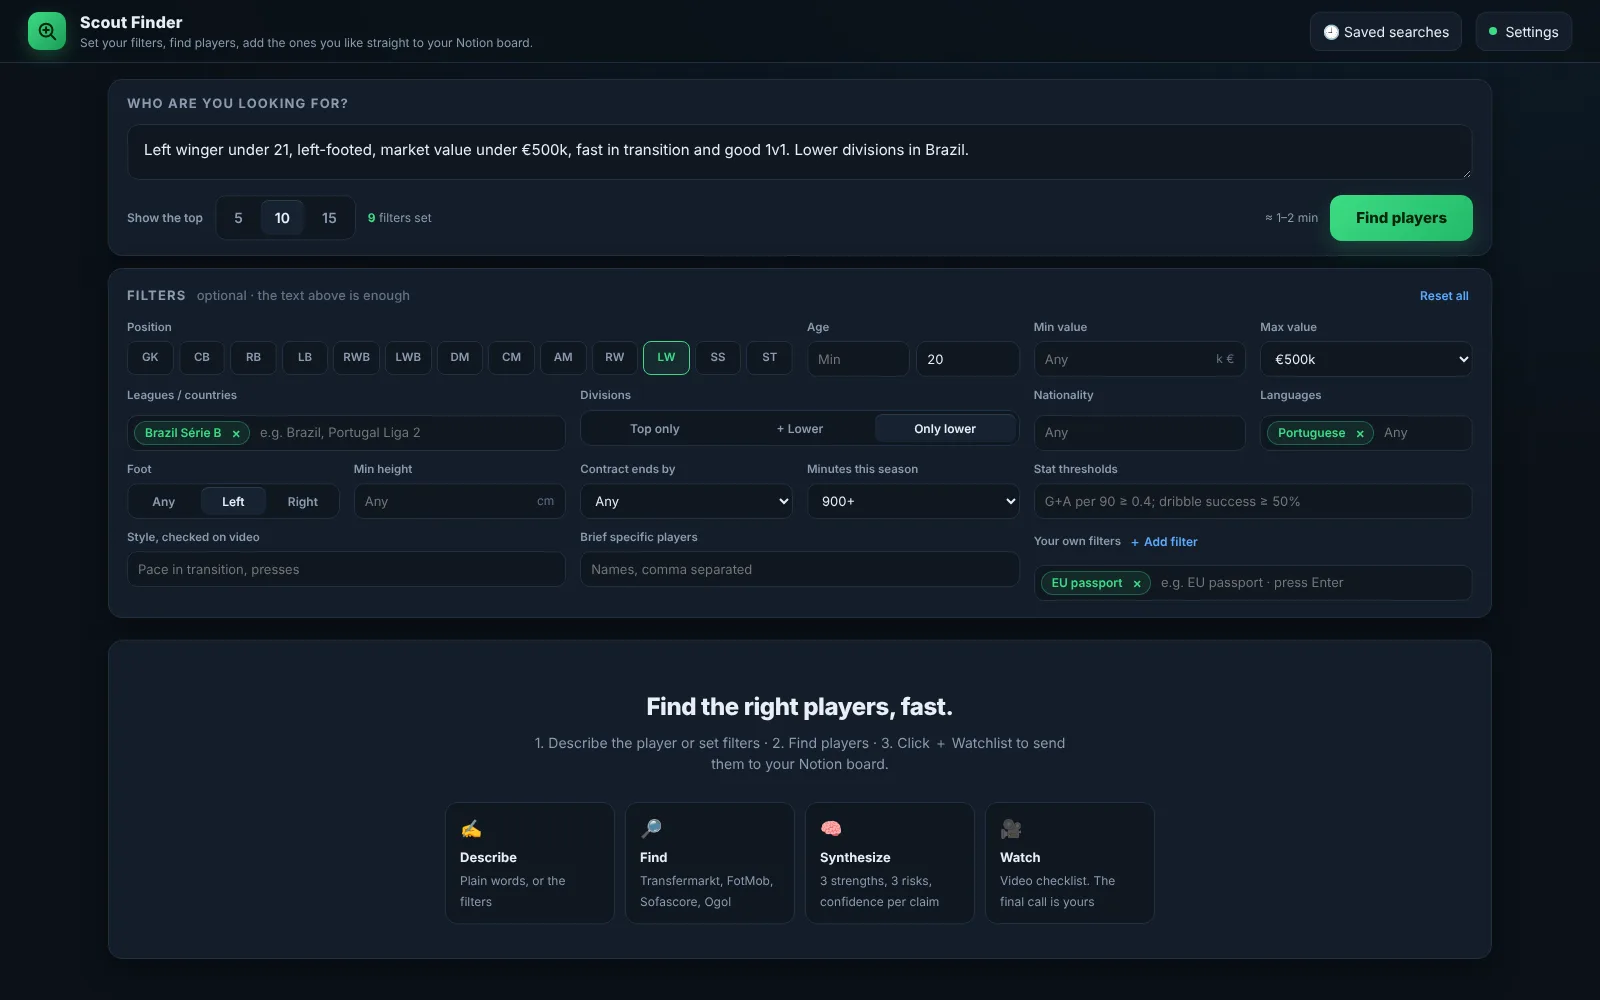 Scout Finder
Set your filters, find players, add the ones you like straight to your Notion board.
Saved searches
Settings
WHO ARE YOU LOOKING FOR?
Left winger under 21, left-footed, market value under €500k, fast in transition and good 1v1. Lower divisions in Brazil.
Show the top
5
10
15
9 filters set
≈ 1–2 min
Find players
FILTERS optional · the text above is enough
Reset all
Position
GK
CB
RB
LB
RWB
LWB
DM
CM
AM
RW
LW
SS
ST
Age
Min
20
Min value
Any
k €
Max value
€500k
Leagues / countries
Brazil Série B ×
e.g. Brazil, Portugal Liga 2
Divisions
Top only
+ Lower
Only lower
Nationality
Any
Languages
Portuguese ×
Any
Foot
Any
Left
Right
Min height
Any
cm
Contract ends by
Any
Minutes this season
900+
Stat thresholds
G+A per 90 ≥ 0.4; dribble success ≥ 50%
Style, checked on video
Pace in transition, presses
Brief specific players
Names, comma separated
Your own filters + Add filter
EU passport ×
e.g. EU passport · press Enter
Find the right players, fast.
1. Describe the player or set filters · 2. Find players · 3. Click + Watchlist to send
them to your Notion board.
Describe
Plain words, or the
filters
Find
Transfermarkt, FotMob,
Sofascore, Ogol
Synthesize
3 strengths, 3 risks,
confidence per claim
Watch
Video checklist. The
final call is yours